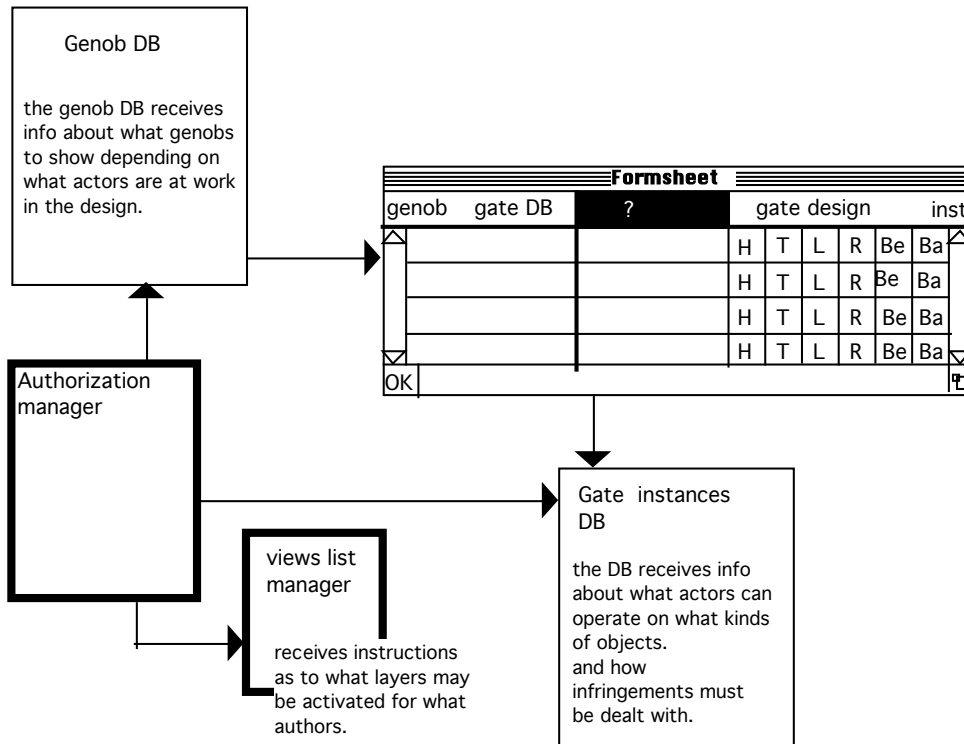 Genob DB
the genob DB receives
info about what genobs
to show depending on
what actors are at work
in the design.
Formsheet
genob gate DB ? gate design inst
H T L R Be Ba
H T L R Be Ba
H T L R Be Ba
H T L R Be Ba
OK
Authorization
manager
views list
manager
receives instructions
as to what layers may
be activated for what
authors.
Gate instances
DB
the DB receives info
about what actors can
operate on what kinds
of objects.
and how
infringements must
be dealt with.